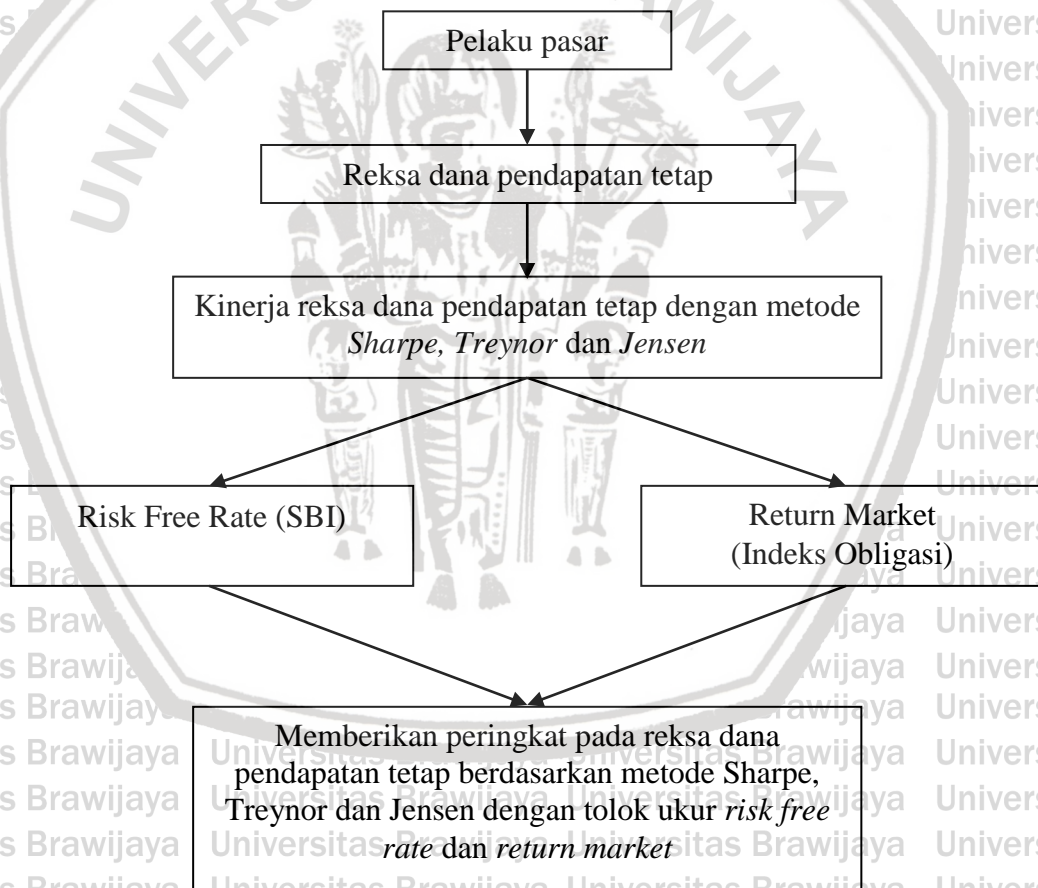 UNIVERSITAS BRAWIJAYA
Pelaku pasar
Reksa dana pendapatan tetap
Kinerja reksa dana pendapatan tetap dengan metode
Sharpe, Treynor dan Jensen
Risk Free Rate (SBI)
Return Market
(Indeks Obligasi)
Memberikan peringkat pada reksa dana
pendapatan tetap berdasarkan metode Sharpe,
Treynor dan Jensen dengan tolok ukur risk free
rate dan return market